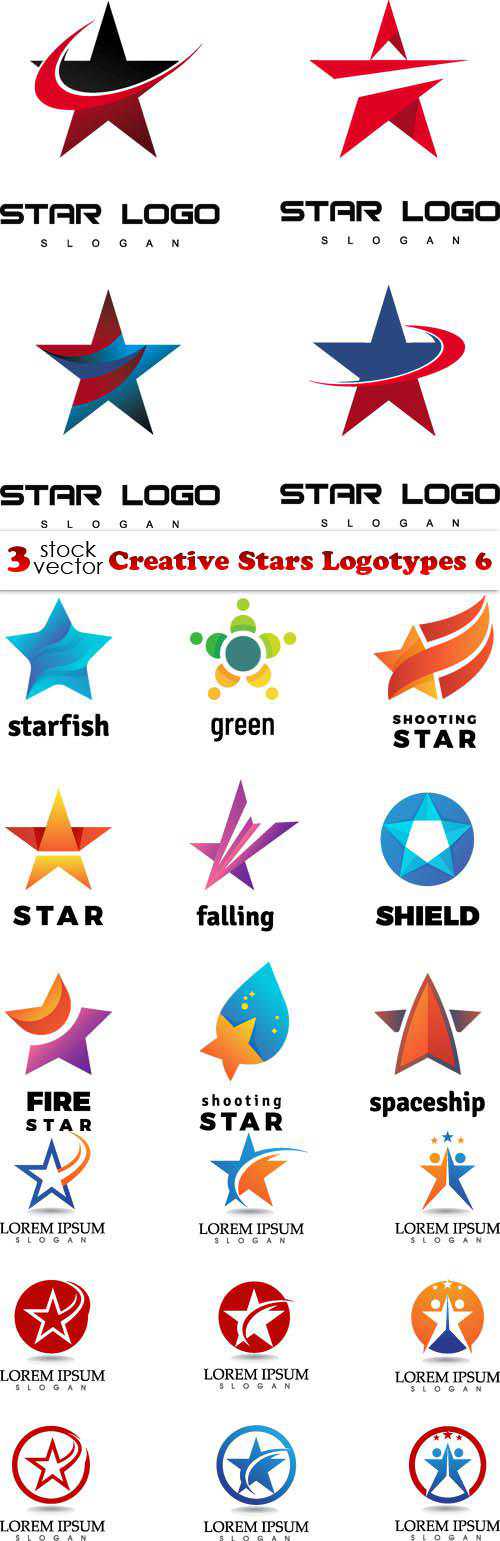 STAR LOGO STAR LOGO
SLOGAN SLOGAN
STAR LOGO STAR LOGO
SLOGAN SLOGAN
3 stock vector Creative Stars Logotypes 6
starfish green SHOOTING
STAR
STAR falling SHIELD
FIRE shooting spaceship
STAR STAR
LOREM IPSUM LOREM IPSUM LOREM IPSUM
SLOGAN SLOGAN SLOGAN
LOREM IPSUM LOREM IPSUM LOREM IPSUM
SLOGAN SLOGAN SLOGAN
LOREM IPSUM LOREM IPSUM LOREM IPSUM
SLOGAN SLOGAN SLOGAN